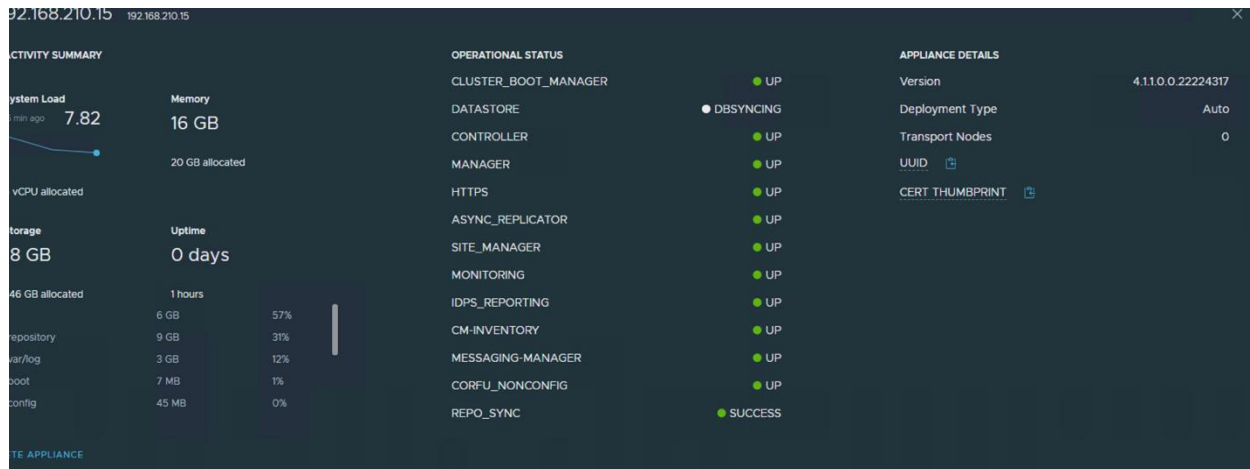 92.168.210.15 192.168.210.15
ACTIVITY SUMMARY
ystem Load
min ago 7.82
vCPU allocated
Memory
16 GB
20 GB allocated
torage
8 GB
46 GB allocated
Uptime
0 days
1 hours
6 GB 57%
repository 9 GB 31%
var/log 3 GB 12%
boot 7 MB 1%
config 45 MB 0%
TE APPLIANCE
OPERATIONAL STATUS
CLUSTER_BOOT_MANAGER UP
DATASTORE DBSYNCING
CONTROLLER UP
MANAGER UP
HTTPS UP
ASYNC_REPLICATOR UP
SITE_MANAGER UP
MONITORING UP
IDPS_REPORTING UP
CM-INVENTORY UP
MESSAGING-MANAGER UP
CORFU_NONCONFIG UP
REPO_SYNC SUCCESS
APPLIANCE DETAILS
Version 4.1.1.0.0.22224317
Deployment Type Auto
Transport Nodes 0
UUID
CERT THUMBPRINT